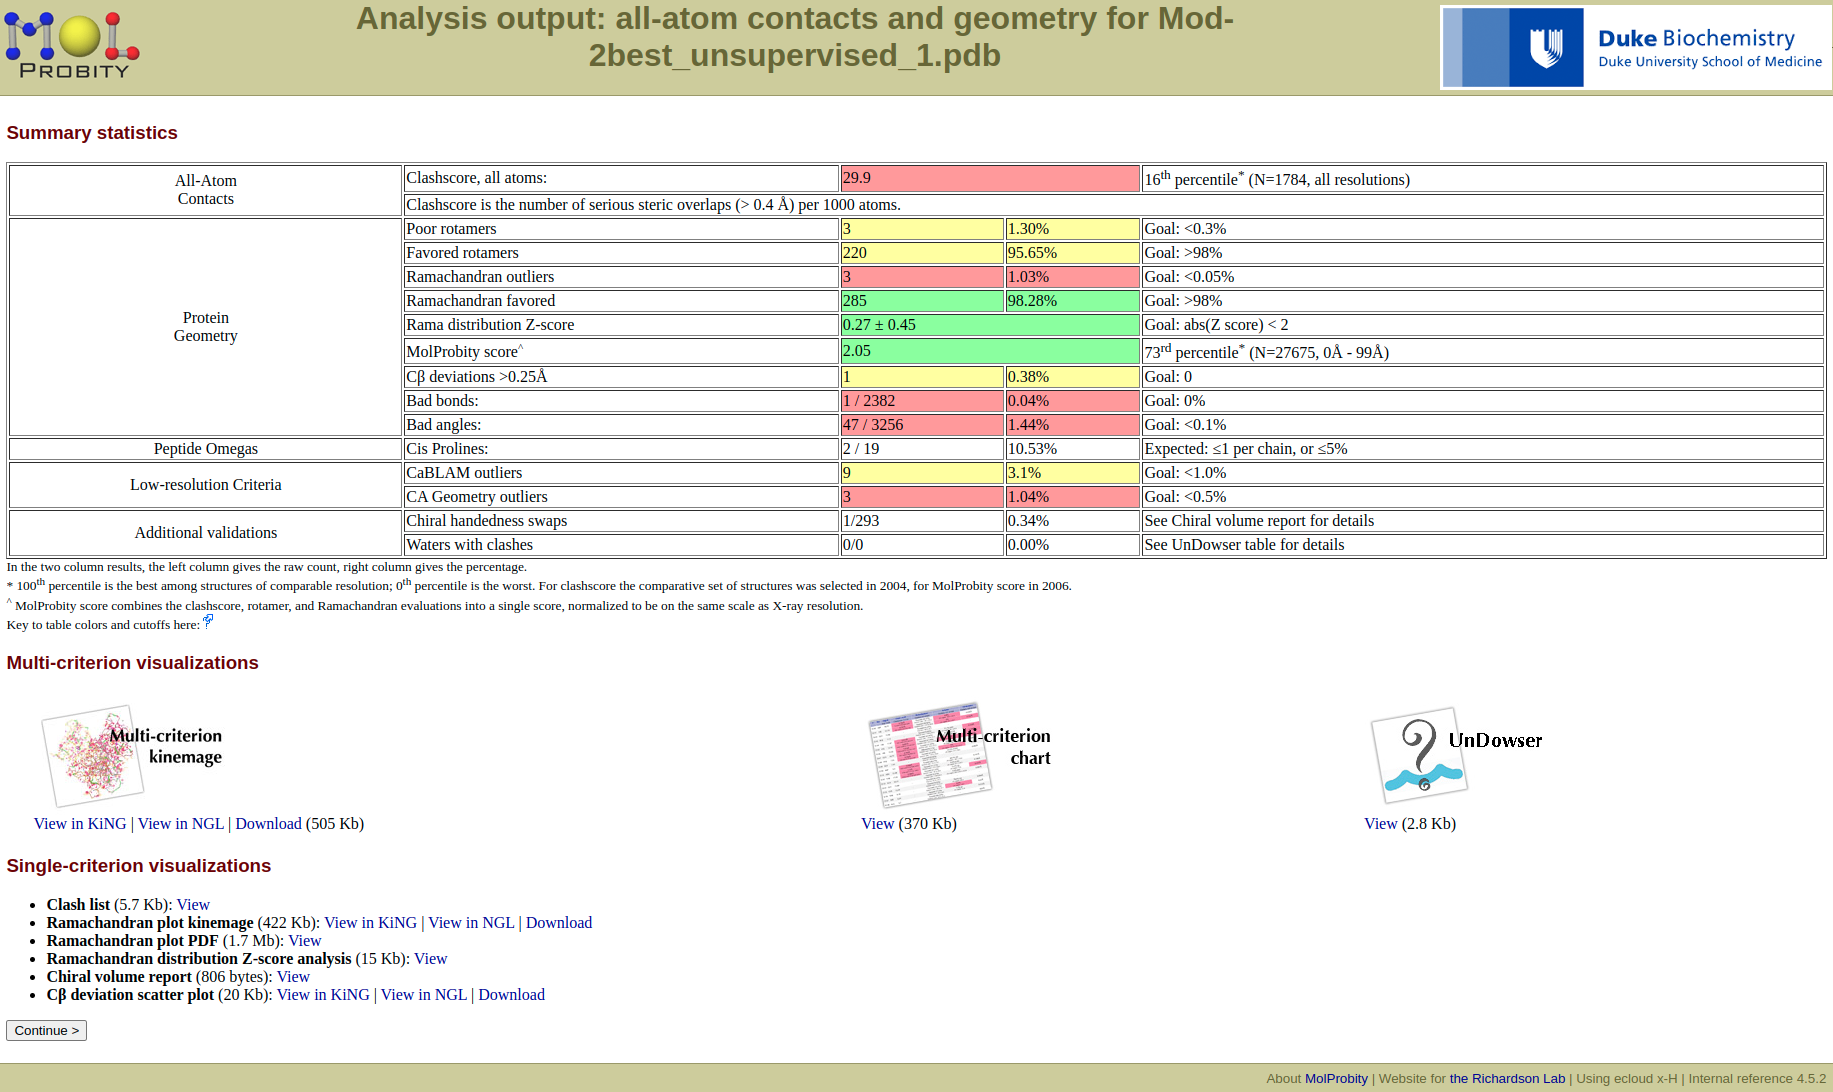 Analysis output: all-atom contacts and geometry for Mod-
2best_unsupervised_1.pdb
PROBITY
Duke Biochemistry
Duke University School of Medicine
Summary statistics
All-Atom
Contacts
Clashscore, all atoms: 29.9 16th percentile* (N=1784, all resolutions)
Clashscore is the number of serious steric overlaps (> 0.4 Å) per 1000 atoms.
Protein
Geometry
Poor rotamers 3 1.30% Goal: <0.3%
Favored rotamers 220 95.65% Goal: >98%
Ramachandran outliers 3 1.03% Goal: <0.05%
Ramachandran favored 285 98.28% Goal: >98%
Rama distribution Z-score 0.27 ± 0.45 Goal: abs(Z score) < 2
MolProbity score^ 2.05 73rd percentile* (N=27675, 0Å - 99Å)
Cβ deviations >0.25Å 1 0.38% Goal: 0
Bad bonds: 1 / 2382 0.04% Goal: 0%
Bad angles: 47 / 3256 1.44% Goal: <0.1%
Peptide Omegas Cis Prolines: 2 / 19 10.53% Expected: ≤1 per chain, or ≤5%
Low-resolution Criteria
CaBLAM outliers 9 3.1% Goal: <1.0%
CA Geometry outliers 3 1.04% Goal: <0.5%
Additional validations
Chiral handedness swaps 1/293 0.34% See Chiral volume report for details
Waters with clashes 0/0 0.00% See UnDowser table for details
In the two column results, the left column gives the raw count, right column gives the percentage.
* 100th percentile is the best among structures of comparable resolution; 0th percentile is the worst. For clashscore the comparative set of structures was selected in 2004, for MolProbity score in 2006.
^ MolProbity score combines the clashscore, rotamer, and Ramachandran evaluations into a single score, normalized to be on the same scale as X-ray resolution.
Key to table colors and cutoffs here: ?
Multi-criterion visualizations
Multi-criterion
kinemage
View in KiNG | View in NGL | Download (505 Kb)
Multi-criterion
chart
View (370 Kb)
UnDowser
View (2.8 Kb)
Single-criterion visualizations
• Clash list (5.7 Kb): View
• Ramachandran plot kinemage (422 Kb): View in KiNG | View in NGL | Download
• Ramachandran plot PDF (1.7 Mb): View
• Ramachandran distribution Z-score analysis (15 Kb): View
• Chiral volume report (806 bytes): View
• Cβ deviation scatter plot (20 Kb): View in KiNG | View in NGL | Download
Continue >
About MolProbity | Website for the Richardson Lab | Using ecloud x-H | Internal reference 4.5.2